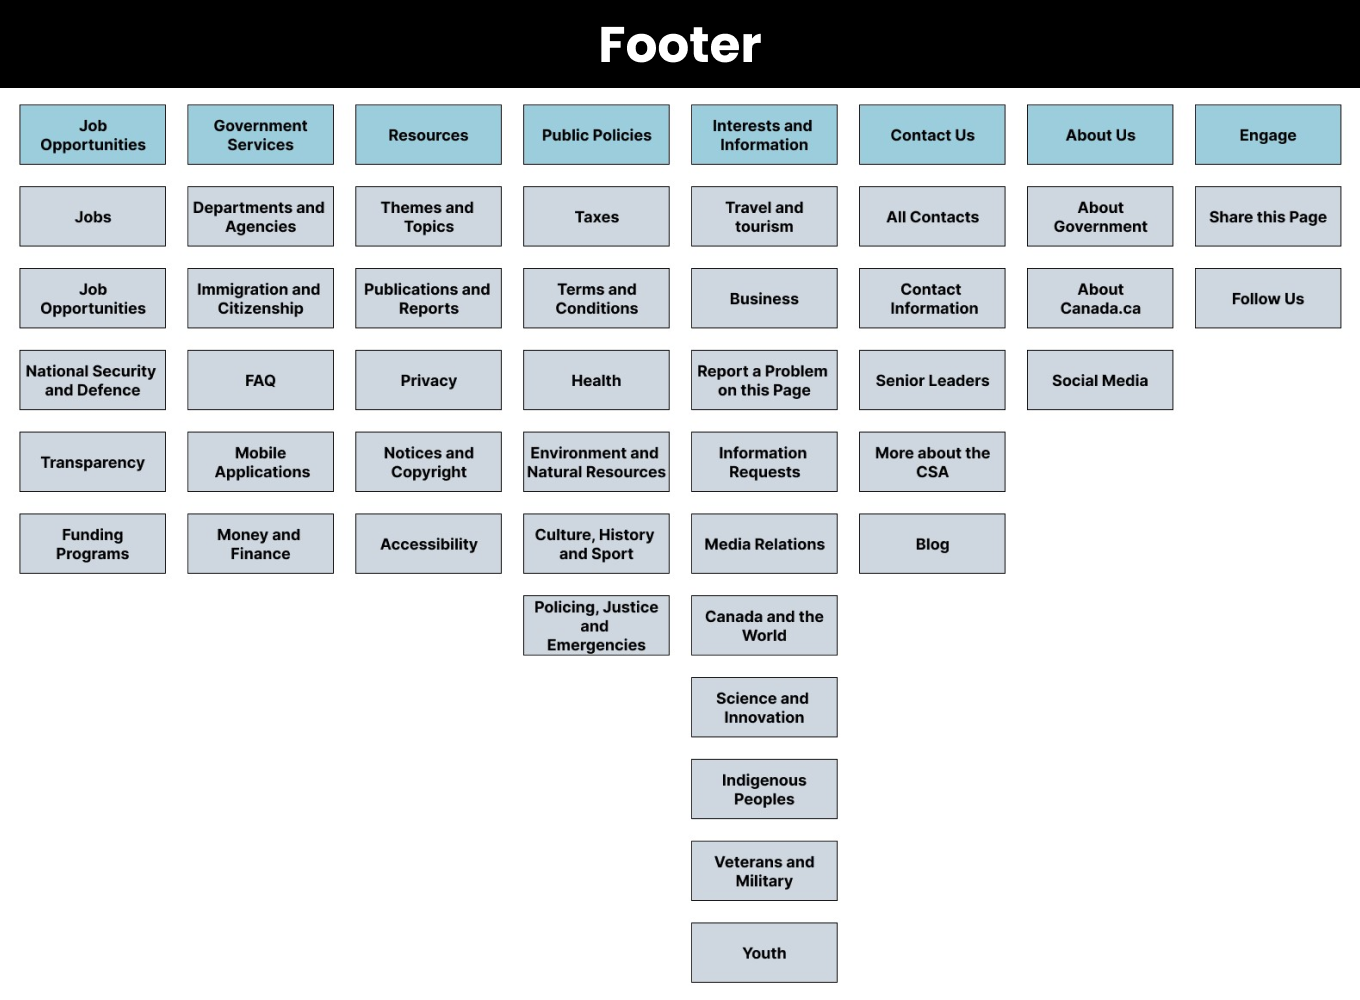 Footer
Job
Opportunities
Government
Services
Resources
Public Policies
Interests and
Information
Contact Us
About Us
Engage
Jobs
Departments and
Agencies
Themes and
Topics
Taxes
Travel and
tourism
All Contacts
About
Government
Share this Page
Job
Opportunities
Immigration and
Citizenship
Publications and
Reports
Terms and
Conditions
Business
Contact
Information
About
Canada.ca
Follow Us
National Security
and Defence
FAQ
Privacy
Health
Report a Problem
on this Page
Senior Leaders
Social Media
Transparency
Mobile
Applications
Notices and
Copyright
Environment and
Natural Resources
Information
Requests
More about the
CSA
Funding
Programs
Money and
Finance
Accessibility
Culture, History
and Sport
Media Relations
Blog
Policing, Justice
and
Emergencies
Canada and the
World
Science and
Innovation
Indigenous
Peoples
Veterans and
Military
Youth